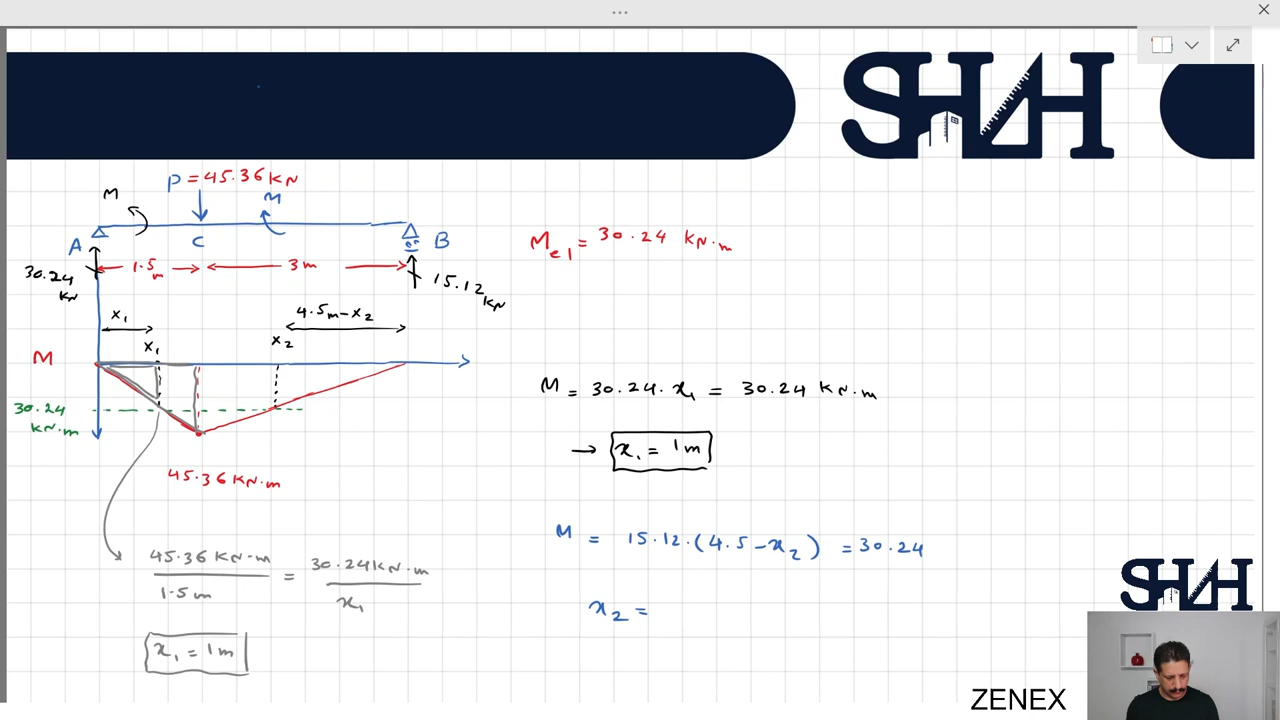 SHAH
P = 45.36 KN
M
M
A
C
B
30.24 KN
1.5 m
3 m
15.12 KN
Me1 = 30.24 KN.m
x1
4.5m-x2
x1
x2
M
30.24 KN.m
45.36 KN.m
M = 30.24. x1 = 30.24 KN.m
→ x1 = 1m
M = 15.12.(4.5-x2) = 30.24
x2 =
45.36 KN.m / 1.5 m = 30.24 KN.m / x1
x1 = 1m
SHAH
ZENEX